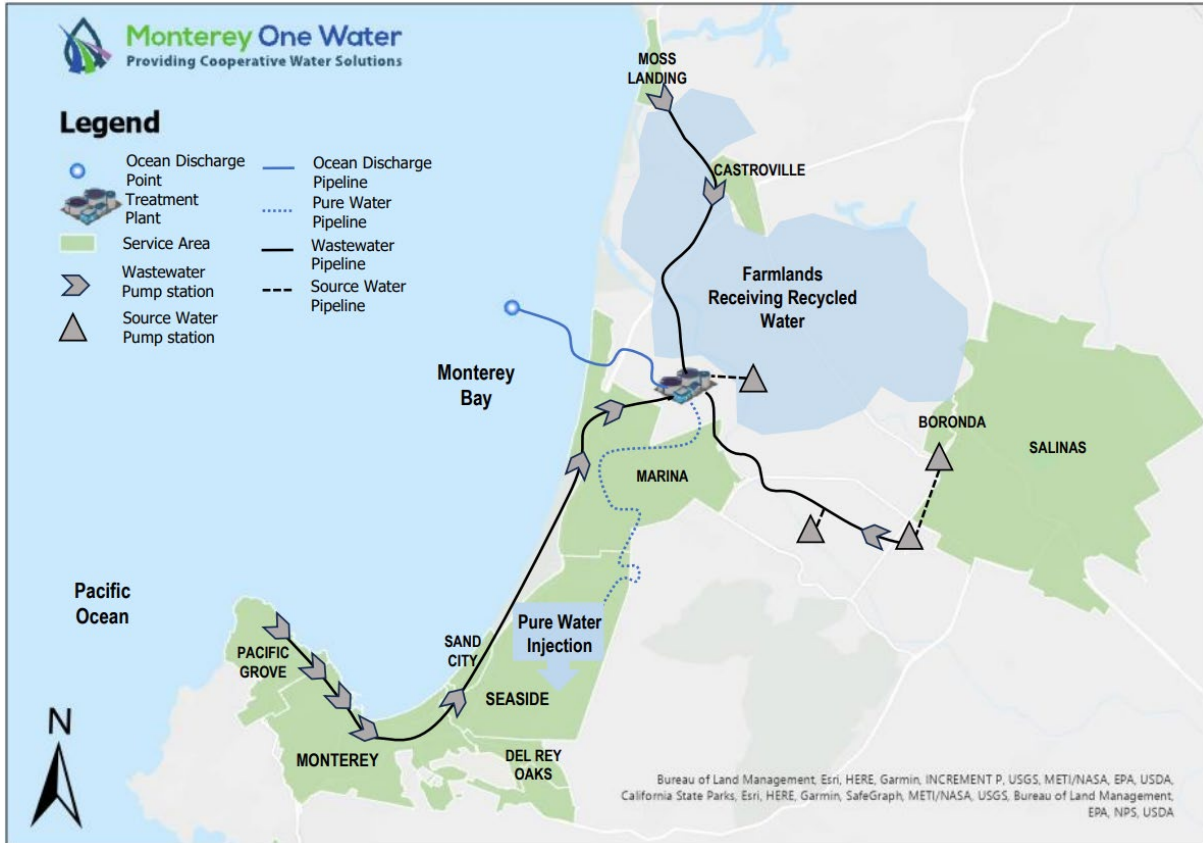 Monterey One Water
Providing Cooperative Water Solutions
Legend
Ocean Discharge
Point
Treatment
Plant
Service Area
Wastewater
Pump station
Source Water
Pump station
Ocean Discharge
Pipeline
Pure Water
Pipeline
Wastewater
Pipeline
Source Water
Pipeline
MOSS
LANDING
CASTROVILLE
Farmlands
Receiving Recycled
Water
Monterey
Bay
BORONDA
SALINAS
MARINA
Pacific
Ocean
Pure Water
Injection
SAND
CITY
PACIFIC
GROVE
SEASIDE
MONTEREY
DEL REY
OAKS
N
Bureau of Land Management, Esri, HERE, Garmin, INCREMENT P, USGS, METI/NASA, EPA, USDA,
California State Parks, Esri, HERE, Garmin, SafeGraph, METI/NASA, USGS, Bureau of Land Management,
EPA, NPS, USDA